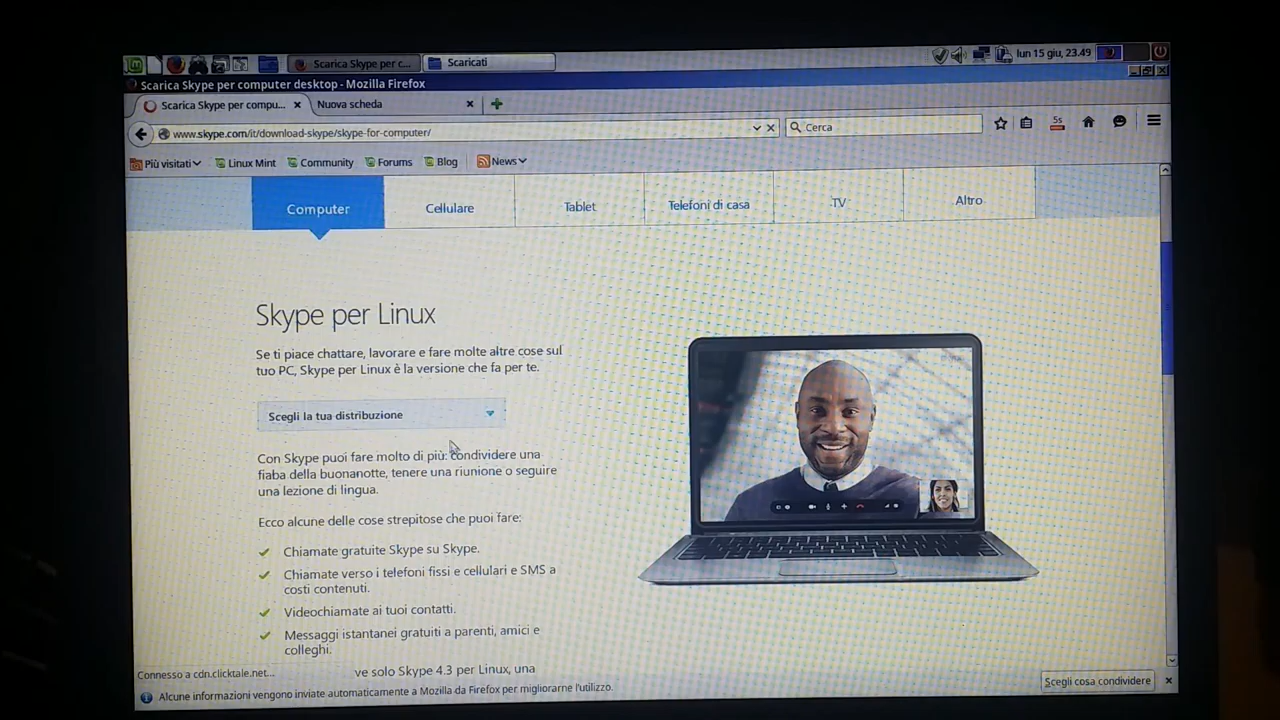 Scarica Skype per c...
Scaricati
lun 15 giu, 23.49
Scarica Skype per computer desktop - Mozilla Firefox
Scarica Skype per compu...
Nuova scheda
www.skype.com/it/download-skype/skype-for-computer/
Cerca
5s
Più visitati
Linux Mint
Community
Forums
Blog
News
Computer
Cellulare
Tablet
Telefoni di casa
TV
Altro
Skype per Linux
Se ti piace chattare, lavorare e fare molte altre cose sul
tuo PC, Skype per Linux è la versione che fa per te.
Scegli la tua distribuzione
Con Skype puoi fare molto di più: condividere una
fiaba della buonanotte, tenere una riunione o seguire
una lezione di lingua.
Ecco alcune delle cose strepitose che puoi fare:
Chiamate gratuite Skype su Skype.
Chiamate verso i telefoni fissi e cellulari e SMS a
costi contenuti.
Videochiamate ai tuoi contatti.
Messaggi istantanei gratuiti a parenti, amici e
colleghi.
ve solo Skype 4.3 per Linux, una
Connesso a cdn.clicktale.net...
Alcune informazioni vengono inviate automaticamente a Mozilla da Firefox per migliorarne l'utilizzo.
Scegli cosa condividere